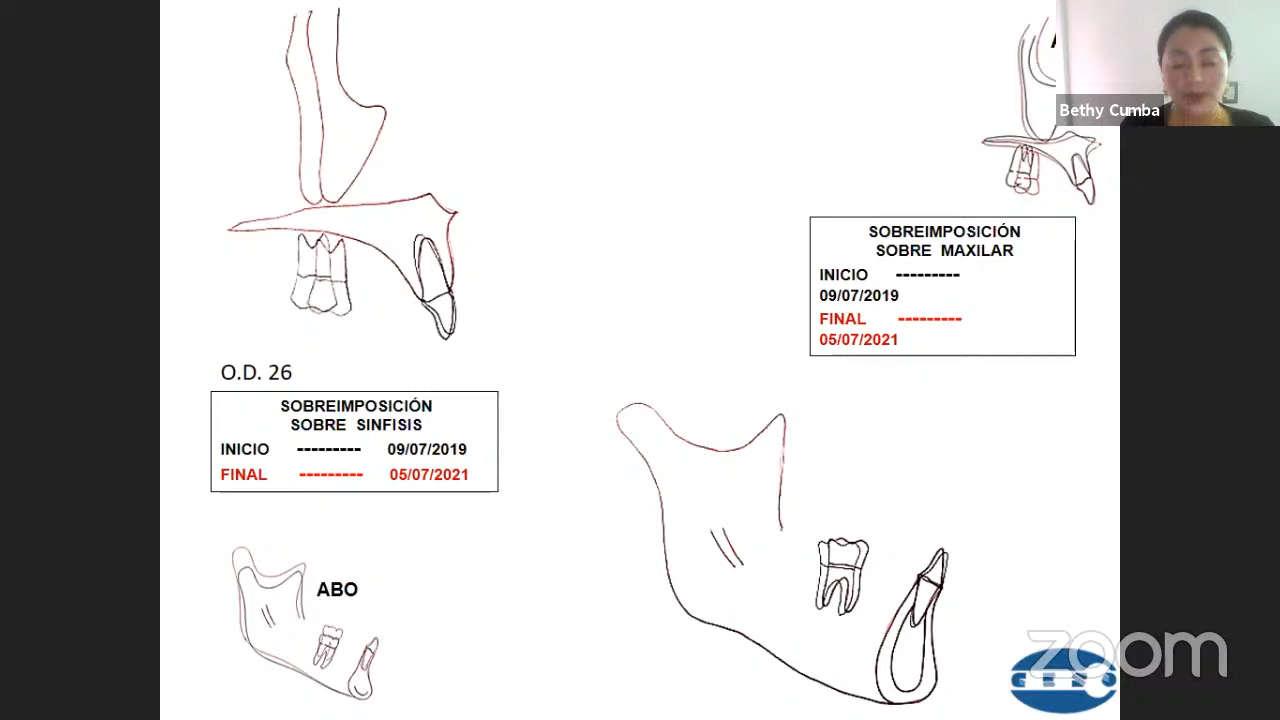 Bethy Cumba
SOBREIMPOSICIÓN
SOBRE MAXILAR
INICIO ---------
09/07/2019
FINAL ---------
05/07/2021
O.D. 26
SOBREIMPOSICIÓN
SOBRE SINFISIS
INICIO --------- 09/07/2019
FINAL --------- 05/07/2021
ABO
zoom